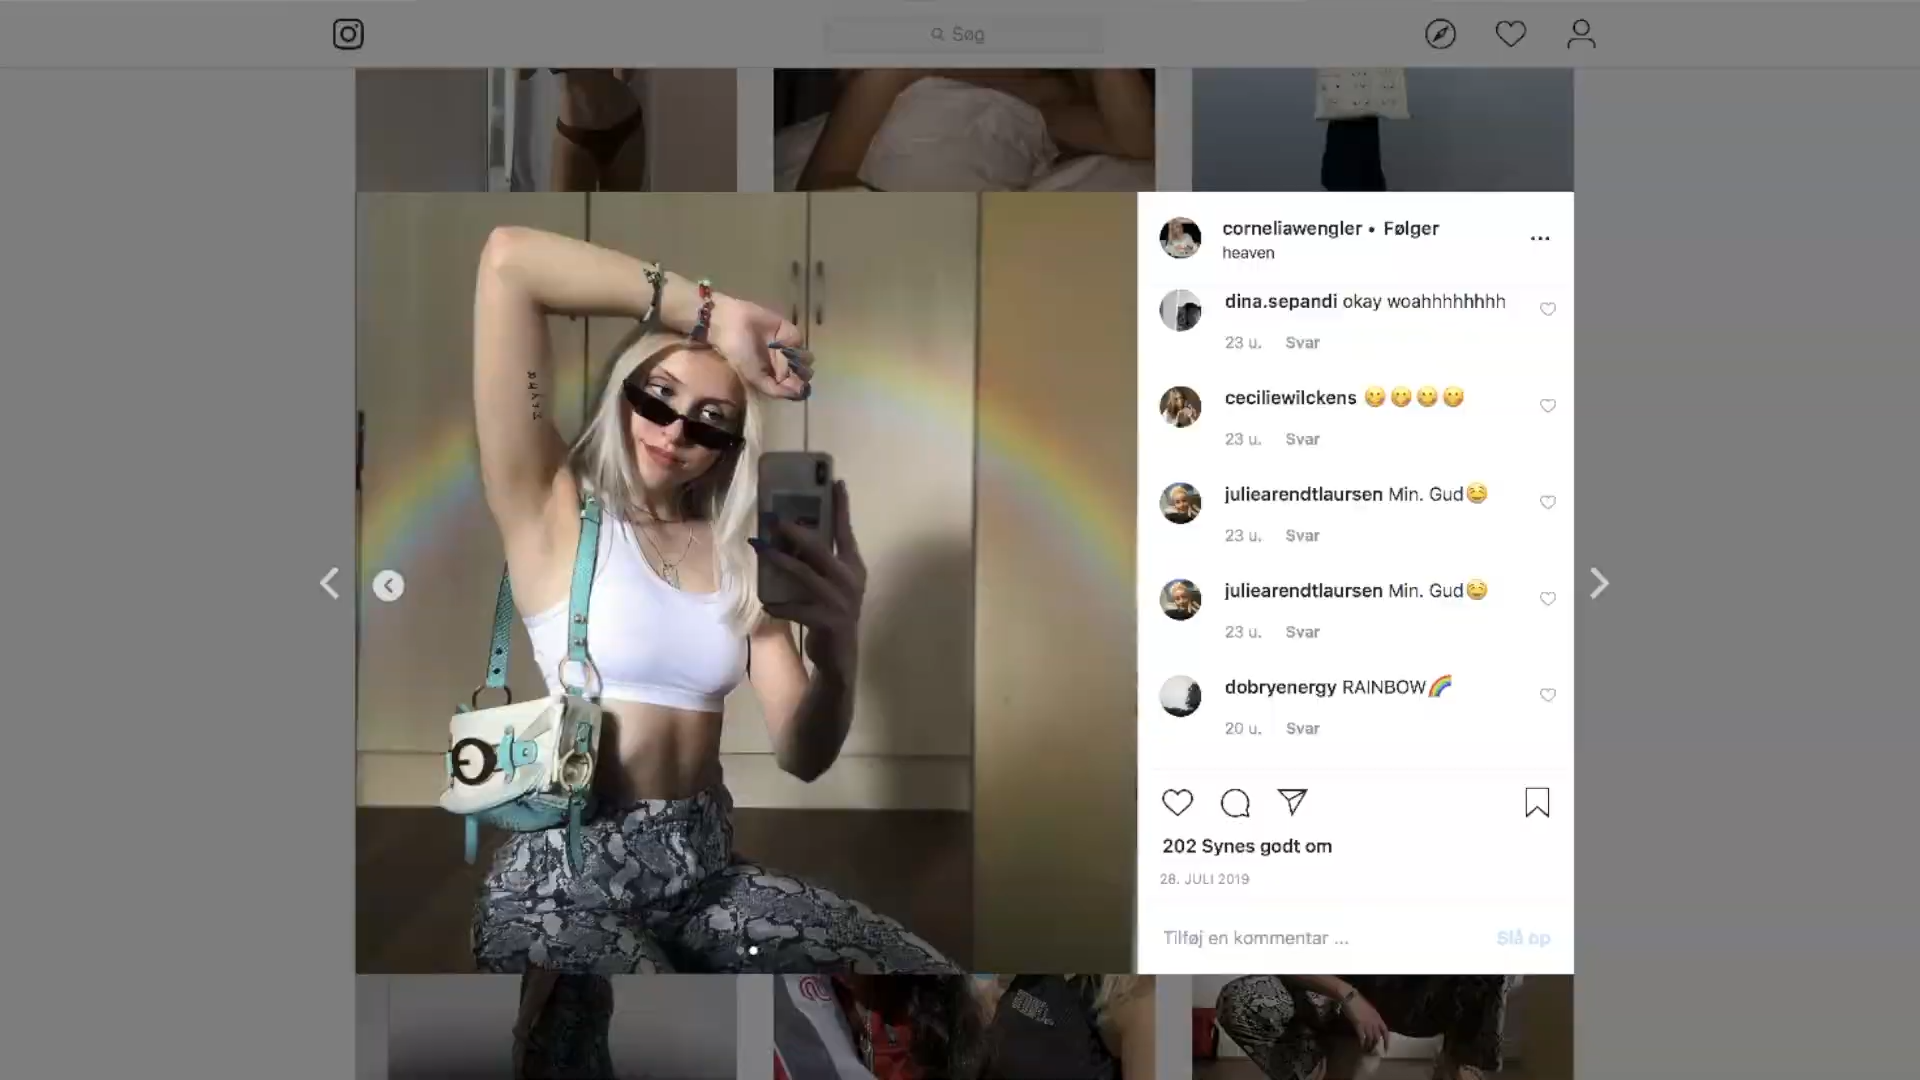 Søg
corneliawengler • Følger
heaven
dina.sepandi okay woahhhhhhhh
23 u. Svar
ceciliewilckens 😋😋😋😋
23 u. Svar
juliearendtlaursen Min. Gud🤤
23 u. Svar
juliearendtlaursen Min. Gud🤤
23 u. Svar
dobryenergy RAINBOW🌈
20 u. Svar
202 Synes godt om
28. JULI 2019
Tilføj en kommentar ...
Slå op